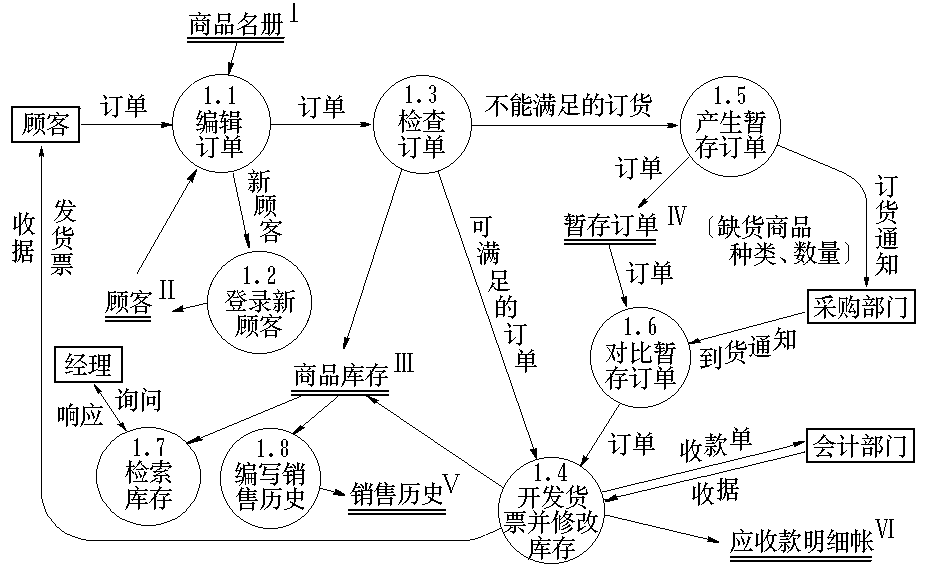 商品名册 Ⅰ
顾客
订单
1.1
编辑
订单
订单
1.3
检查
订单
不能满足的订货
1.5
产生暂
存订单
收据
发货票
新顾客
订单
暂存订单 Ⅳ
〔缺货商品
种类、数量〕
订货通知
可满足的订单
顾客 Ⅱ
1.2
登录新
顾客
订单
采购部门
1.6
对比暂
存订单
到货通知
经理
商品库存 Ⅲ
响应
询问
1.7
检索
库存
1.8
编写销
售历史
销售历史 Ⅴ
订单
1.4
开发货
票并修改
库存
收款单
收据
会计部门
应收款明细帐 Ⅵ